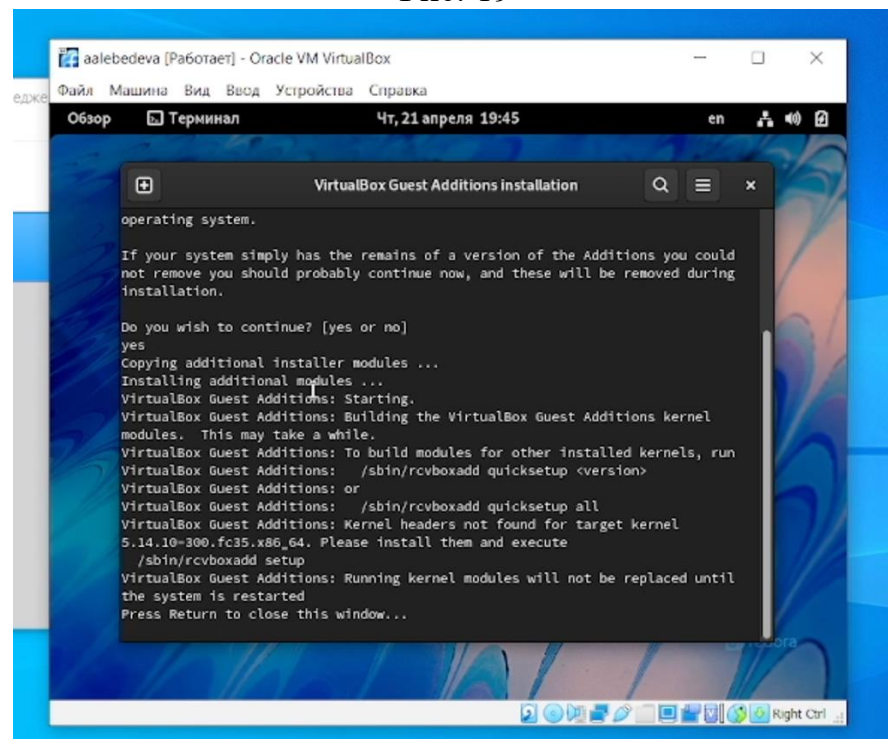 aalebedeva [Работает] - Oracle VM VirtualBox
Файл Машина Вид Ввод Устройства Справка
Обзор Терминал Чт, 21 апреля 19:45 en
VirtualBox Guest Additions installation
operating system.
If your system simply has the remains of a version of the Additions you could
not remove you should probably continue now, and these will be removed during
installation.
Do you wish to continue? [yes or no]
yes
Copying additional installer modules ...
Installing additional modules ...
VirtualBox Guest Additions: Starting.
VirtualBox Guest Additions: Building the VirtualBox Guest Additions kernel
modules.  This may take a while.
VirtualBox Guest Additions: To build modules for other installed kernels, run
VirtualBox Guest Additions:   /sbin/rcvboxadd quicksetup <version>
VirtualBox Guest Additions: or
VirtualBox Guest Additions:   /sbin/rcvboxadd quicksetup all
VirtualBox Guest Additions: Kernel headers not found for target kernel
5.14.10-300.fc35.x86_64. Please install them and execute
  /sbin/rcvboxadd setup
VirtualBox Guest Additions: Running kernel modules will not be replaced until
the system is restarted
Press Return to close this window...
Right Ctrl